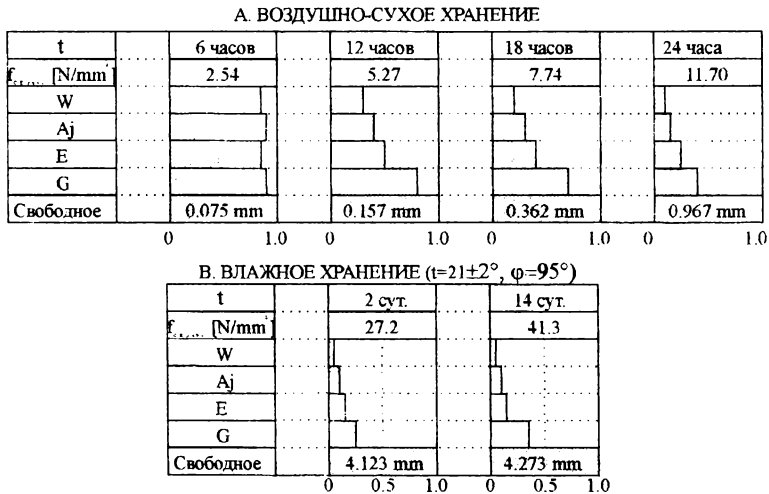 А. ВОЗДУШНО-СУХОЕ ХРАНЕНИЕ
t 6 часов 12 часов 18 часов 24 часа
[N/mm²] 2.54 5.27 7.74 11.70
W
Aj
E
G
Свободное 0.075 mm 0.157 mm 0.362 mm 0.967 mm
0 1.0 0 1.0 0 1.0 0 1.0
В. ВЛАЖНОЕ ХРАНЕНИЕ (t=21±2°, φ=95°)
t 2 сут. 14 сут.
[N/mm²] 27.2 41.3
W
Aj
E
G
Свободное 4.123 mm 4.273 mm
0 0.5 1.0 0 0.5 1.0